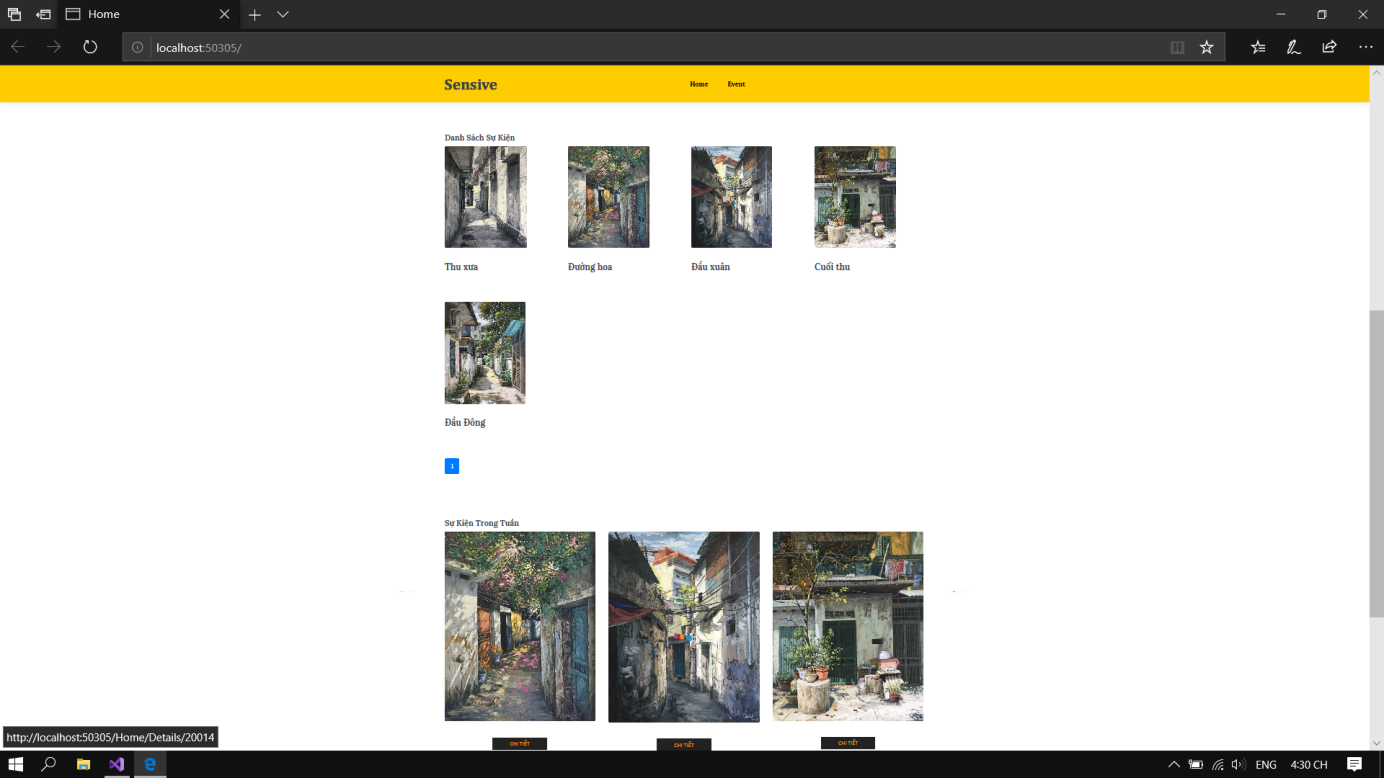 Home
localhost:50305/
Sensive
Home
Event
Danh Sách Sự Kiện
Thu xưa
Đường hoa
Đầu xuân
Cuối thu
Đầu Đông
1
Sự Kiện Trong Tuần
CHI TIẾT
CHI TIẾT
CHI TIẾT
http://localhost:50305/Home/Details/20014
ENG
4:30 CH